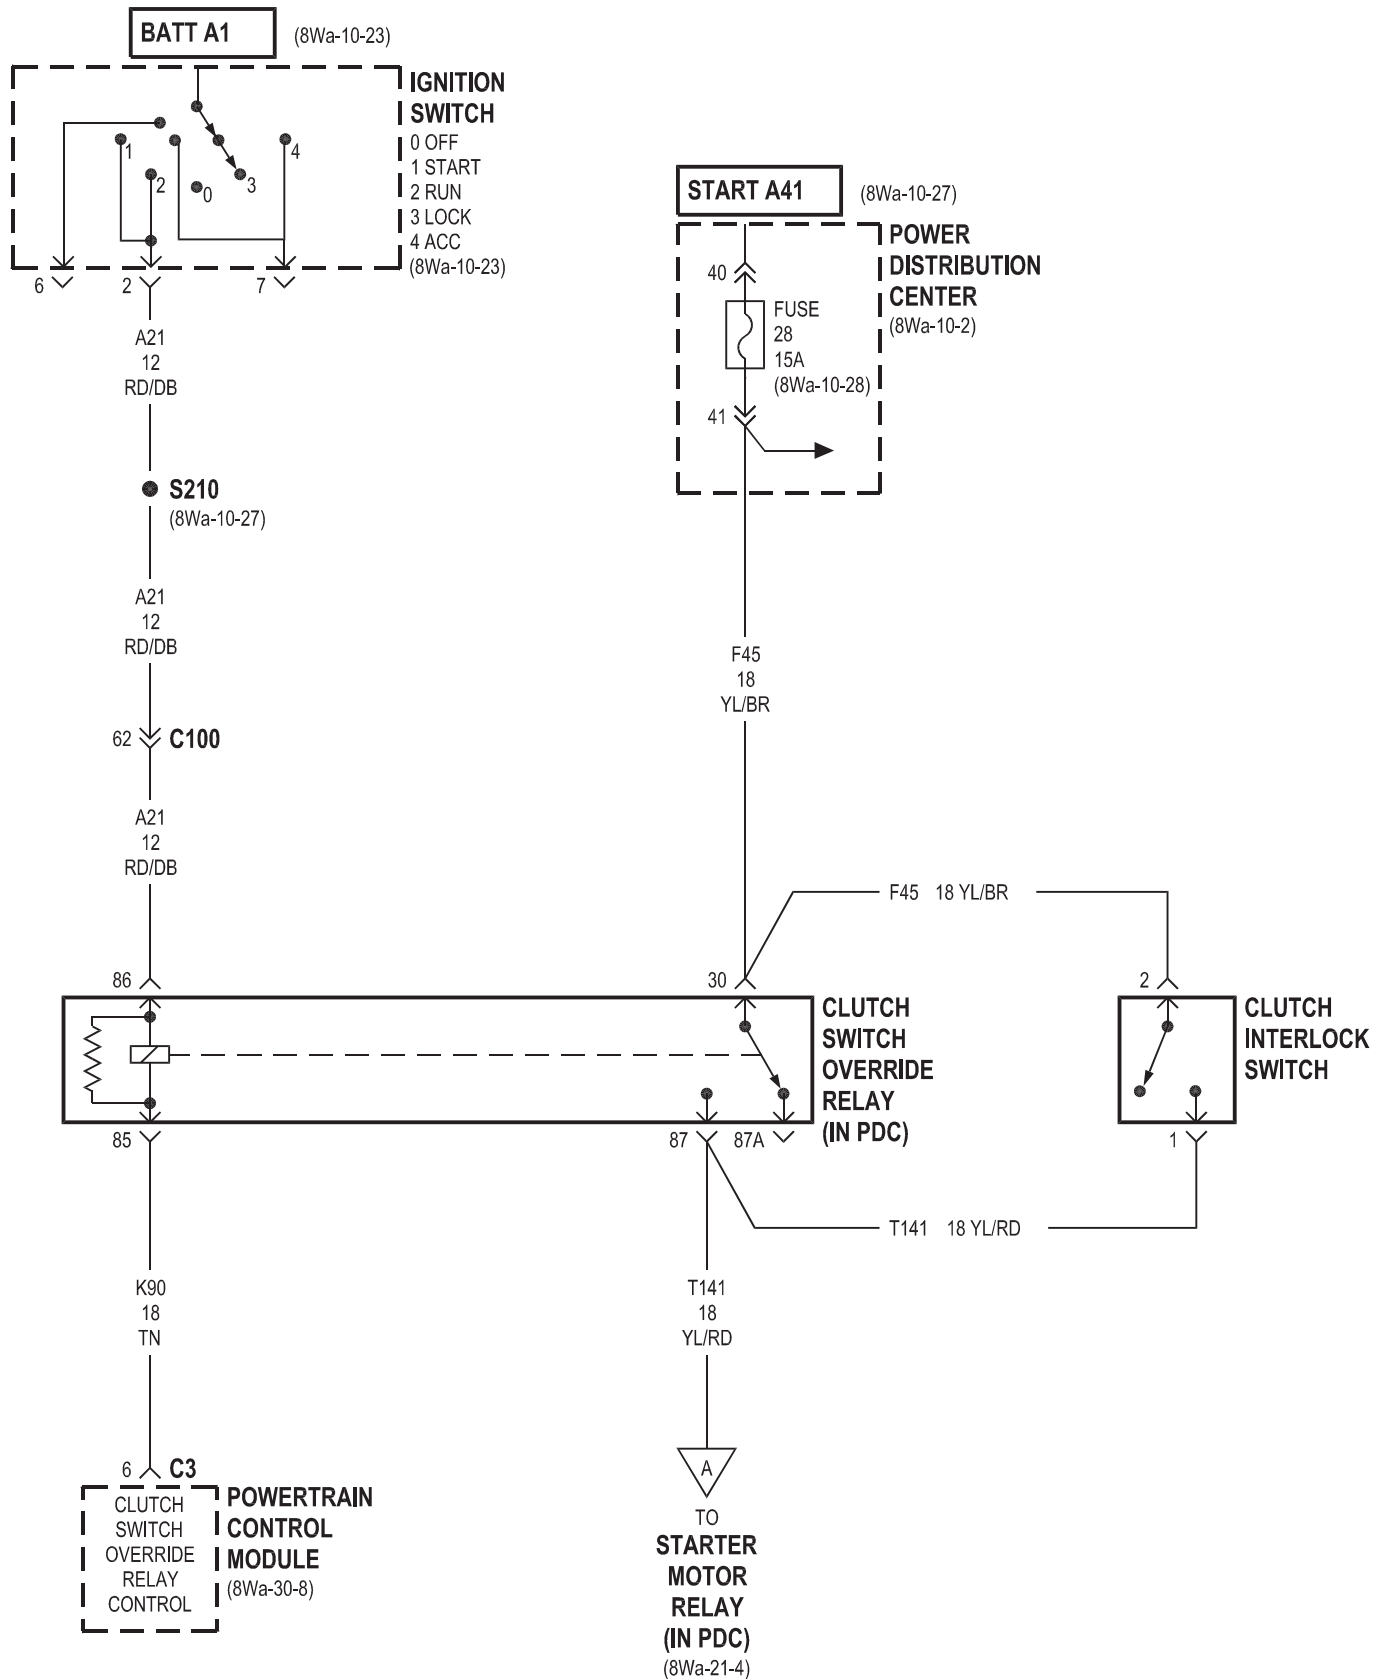 BATT A1
(8Wa-10-23)
IGNITION
SWITCH
0 OFF
1 START
2 RUN
3 LOCK
4 ACC
(8Wa-10-23)
1
2
0
3
4
6
2
7
A21
12
RD/DB
S210
(8Wa-10-27)
A21
12
RD/DB
62
C100
A21
12
RD/DB
START A41
(8Wa-10-27)
POWER
DISTRIBUTION
CENTER
(8Wa-10-2)
40
FUSE
28
15A
(8Wa-10-28)
41
F45
18
YL/BR
F45 18 YL/BR
86
30
2
CLUTCH
SWITCH
OVERRIDE
RELAY
(IN PDC)
CLUTCH
INTERLOCK
SWITCH
85
87
87A
1
T141 18 YL/RD
K90
18
TN
T141
18
YL/RD
6
C3
CLUTCH
SWITCH
OVERRIDE
RELAY
CONTROL
POWERTRAIN
CONTROL
MODULE
(8Wa-30-8)
A
TO
STARTER
MOTOR
RELAY
(IN PDC)
(8Wa-21-4)